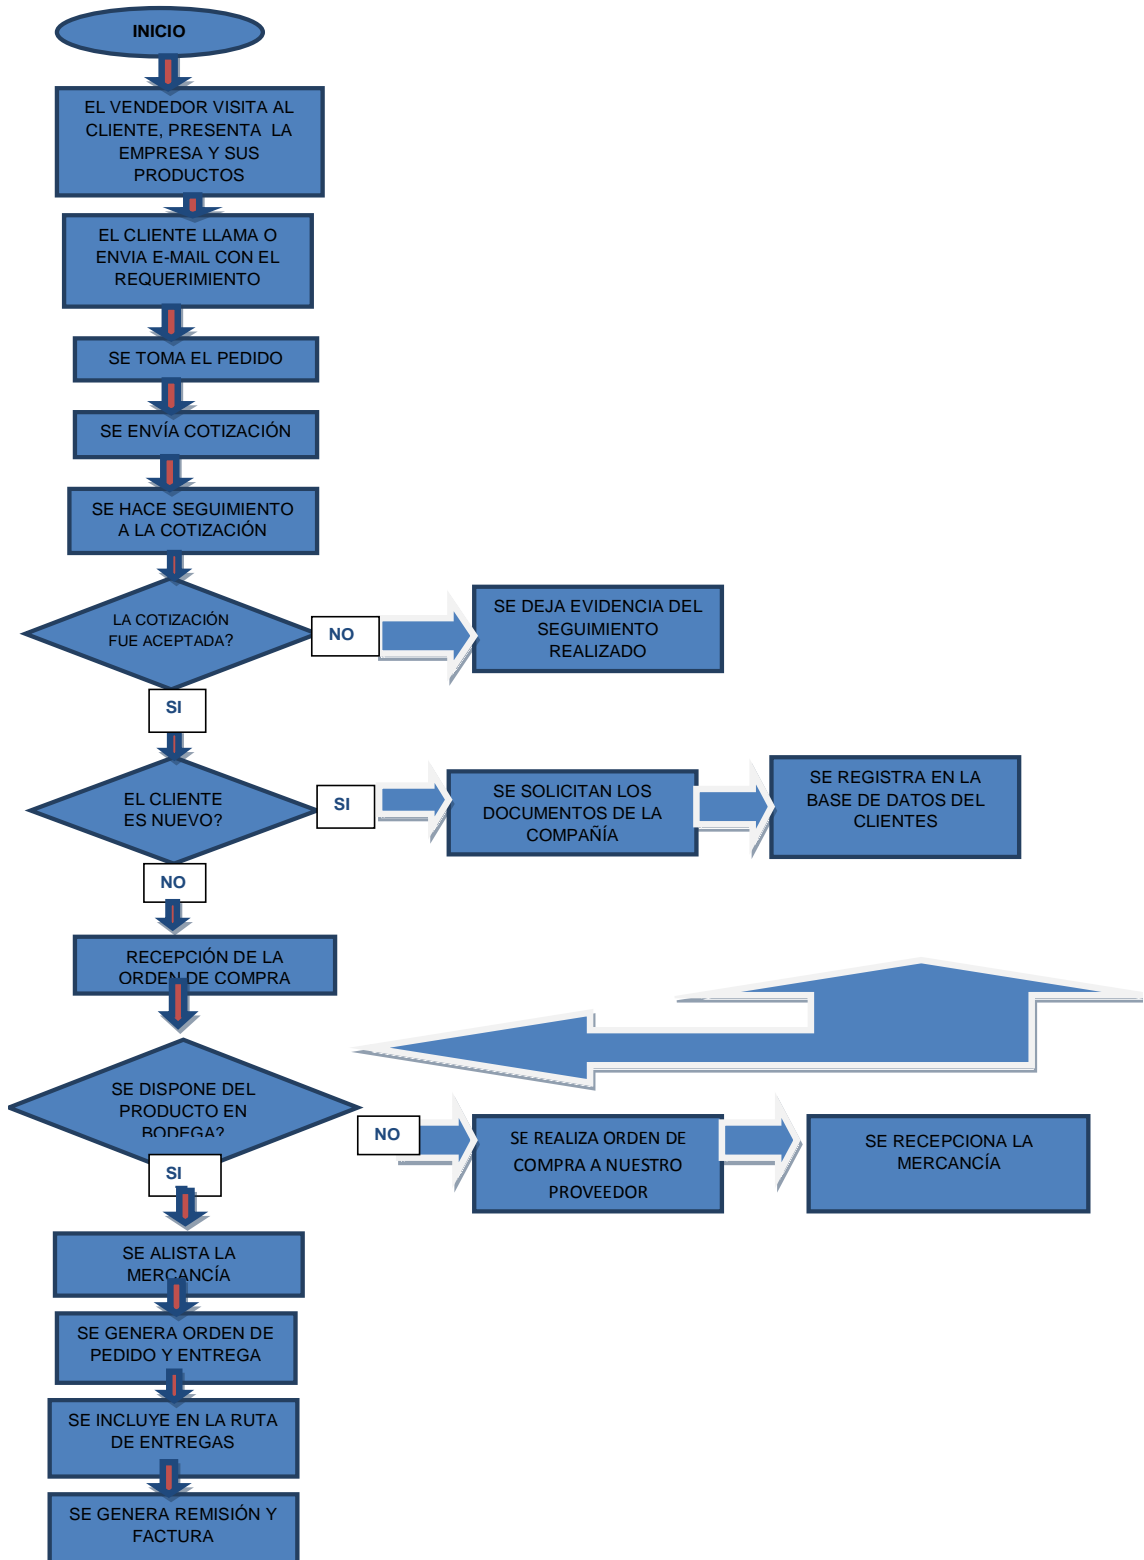 INICIO
EL VENDEDOR VISITA AL
CLIENTE, PRESENTA LA
EMPRESA Y SUS
PRODUCTOS
EL CLIENTE LLAMA O
ENVIA E-MAIL CON EL
REQUERIMIENTO
SE TOMA EL PEDIDO
SE ENVÍA COTIZACIÓN
SE HACE SEGUIMIENTO
A LA COTIZACIÓN
LA COTIZACIÓN
FUE ACEPTADA?
NO
SE DEJA EVIDENCIA DEL
SEGUIMIENTO
REALIZADO
SI
EL CLIENTE
ES NUEVO?
SI
SE SOLICITAN LOS
DOCUMENTOS DE LA
COMPAÑÍA
SE REGISTRA EN LA
BASE DE DATOS DEL
CLIENTES
NO
RECEPCIÓN DE LA
ORDEN DE COMPRA
SE DISPONE DEL
PRODUCTO EN
BODEGA?
NO
SE REALIZA ORDEN DE
COMPRA A NUESTRO
PROVEEDOR
SE RECEPCIONA LA
MERCANCÍA
SI
SE ALISTA LA
MERCANCÍA
SE GENERA ORDEN DE
PEDIDO Y ENTREGA
SE INCLUYE EN LA RUTA
DE ENTREGAS
SE GENERA REMISIÓN Y
FACTURA